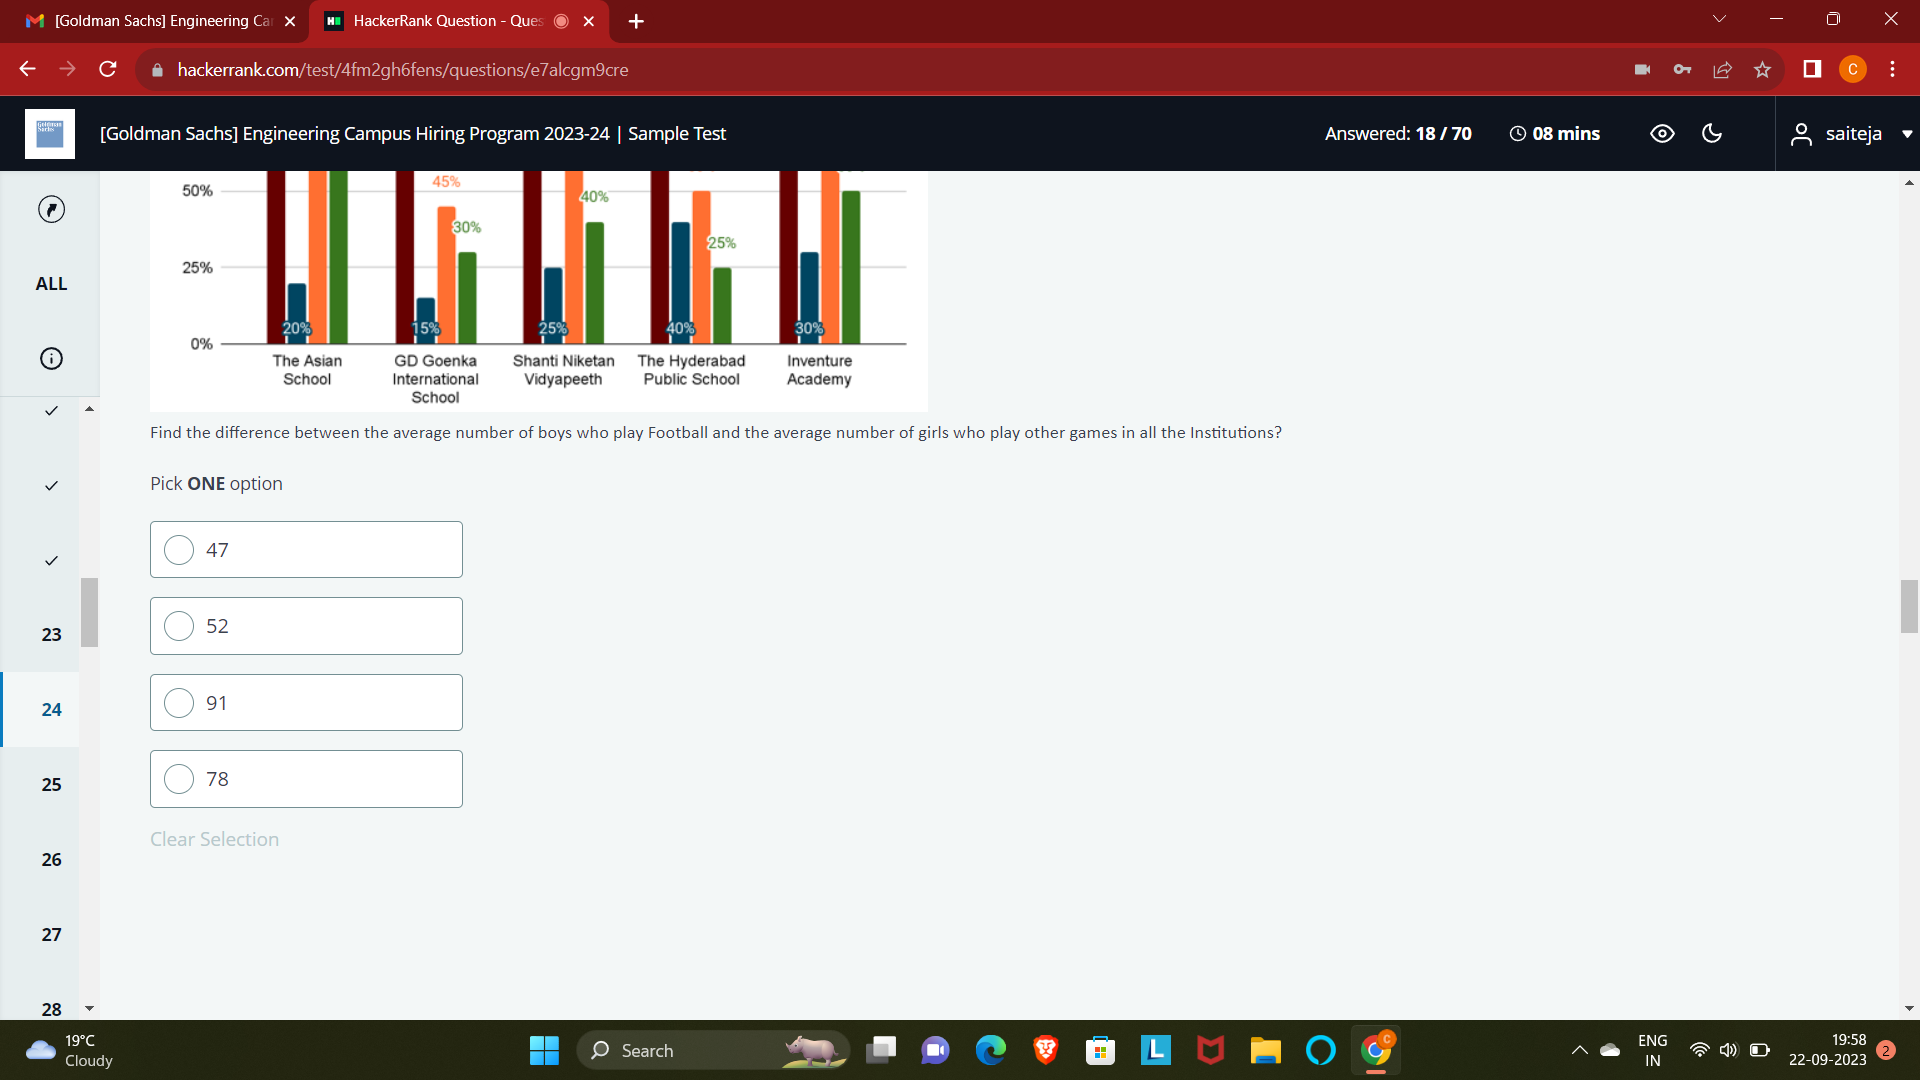 [Goldman Sachs] Engineering Ca
HackerRank Question - Ques
hackerrank.com/test/4fm2gh6fens/questions/e7alcgm9cre
C
Goldman
Sachs
[Goldman Sachs] Engineering Campus Hiring Program 2023-24 | Sample Test
Answered: 18 / 70
08 mins
saiteja
ALL
23
24
25
26
27
28
50%
25%
0%
45%
40%
30%
25%
20%
15%
25%
40%
30%
The Asian
School
GD Goenka
International
School
Shanti Niketan
Vidyapeeth
The Hyderabad
Public School
Inventure
Academy
Find the difference between the average number of boys who play Football and the average number of girls who play other games in all the Institutions?
Pick ONE option
47
52
91
78
Clear Selection
19°C
Cloudy
Search
ENG
IN
19:58
22-09-2023
2